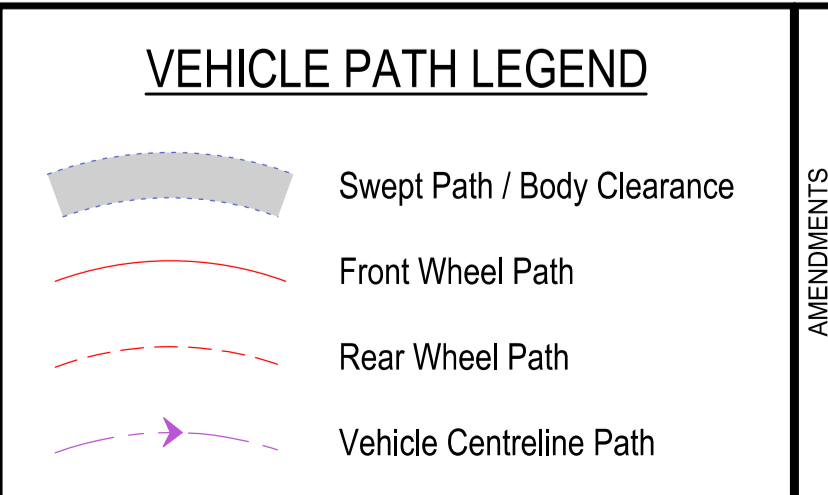 VEHICLE PATH LEGEND
Swept Path / Body Clearance
Front Wheel Path
Rear Wheel Path
Vehicle Centreline Path
AMENDMENTS